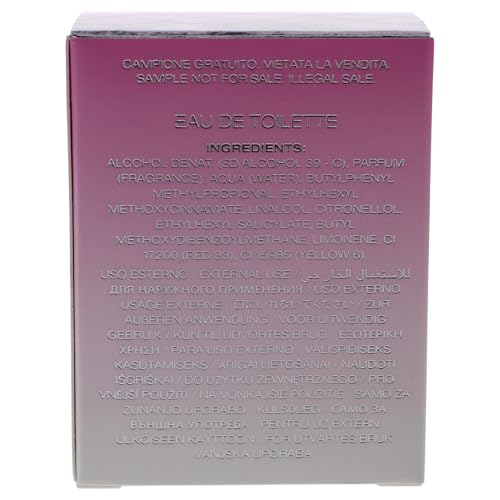 CAMPIONE GRATUITO. VIETATA LA VENDITA.
SAMPLE NOT FOR SALE. ILLEGAL SALE.
EAU DE TOILETTE
INGREDIENTS:
ALCOHOL DENAT. (SD ALCOHOL 39 - C), PARFUM
(FRAGRANCE), AQUA (WATER), BUTYLPHENYL
METHYLPROPIONAL, ETHYLHEXYL
METHOXYCINNAMATE, LINALOOL, CITRONELLOL,
ETHYLHEXYL SALICYLATE, BUTYL
METHOXYDIBENZOYLMETHANE, LIMONENE, CI
17200 (RED 33), CI 15985 (YELLOW 6).
USO ESTERNO / EXTERNAL USE / للاستعمال الخارجي
ДЛЯ НАРУЖНОГО ПРИМЕНЕНИЯ / USO EXTERNO
USAGE EXTERNE / ZUR
ÄUßEREN ANWENDUNG / VOOR UITWENDIG
GEBRUIK / KUN TIL UDVORTES BRUG / ΕΞΩΤΕΡΙΚΗ
ΧΡΗΣΗ / PARA USO EXTERNO / VÄLISPIDISEKS
KASUTAMISEKS / ĀRĪGAI LIETOŠANAI / NAUDOTI
IŠORIŠKAI / DO UŻYTKU ZEWNĘTRZNEGO / PRO
VNĚJŠÍ POUŽITÍ / NA VONKAJŠIE POUŽITIE / SAMO ZA
ZUNANJO UPORABO / KÜLSŐLEG / САМО ЗА
ВЪНШНА УПОТРЕБА / PENTRU UZ EXTERN
ULKOISEEN KÄYTTÖÖN / FÖR UTVÄRTES BRUK
VANJSKA UPORABA